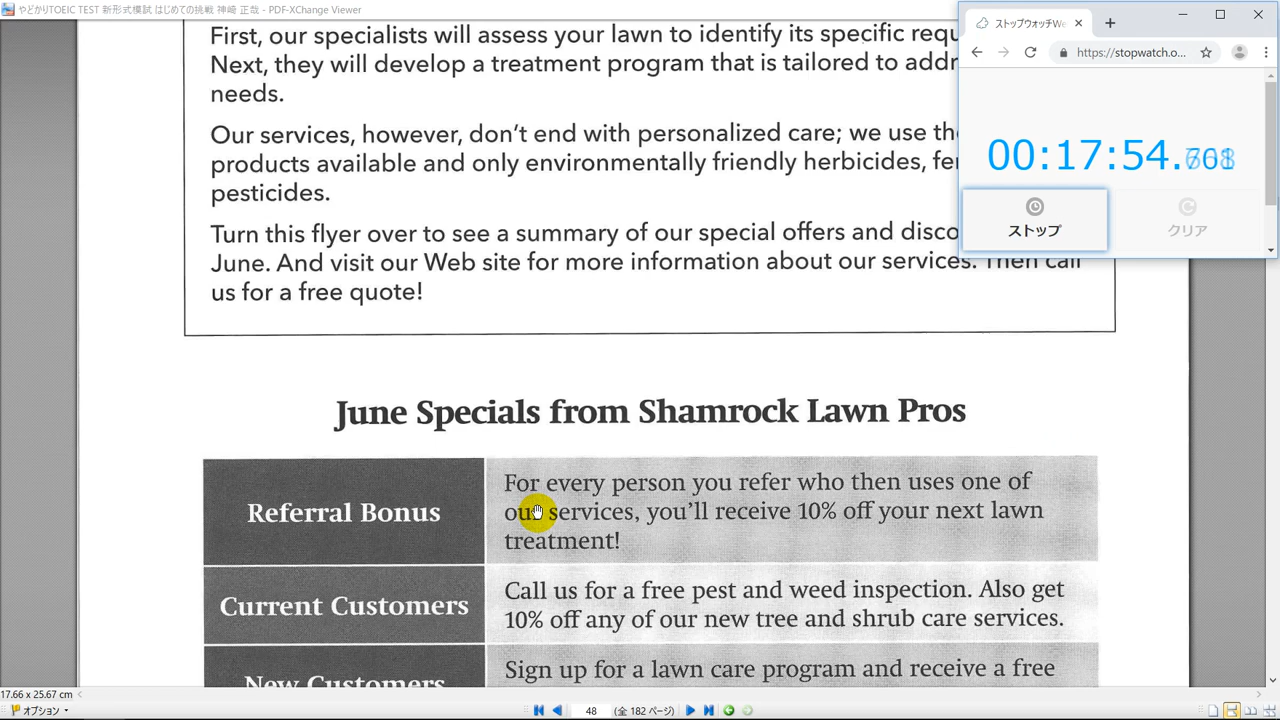 やどかりTOEIC TEST 新形式模試 はじめての挑戦 神崎 正哉 - PDF-XChange Viewer
First, our specialists will assess your lawn to identify its specific
Next, they will develop a treatment program that is tailored to
needs.
Our services, however, don't end with personalized care; we use
products available and only environmentally friendly herbicides,
pesticides.
Turn this flyer over to see a summary of our special offers and
June. And visit our Web site for more information about our services. Then call
us for a free quote!
June Specials from Shamrock Lawn Pros
Referral Bonus
For every person you refer who then uses one of
our services, you'll receive 10% off your next lawn
treatment!
Current Customers
Call us for a free pest and weed inspection. Also get
10% off any of our new tree and shrub care services.
New Customers
Sign up for a lawn care program and receive a free
ストップウォッチWe
https://stopwatch.o...
00:17:54.
ストップ
クリア
17.66 x 25.67 cm
オプション
48
(全 182 ページ)